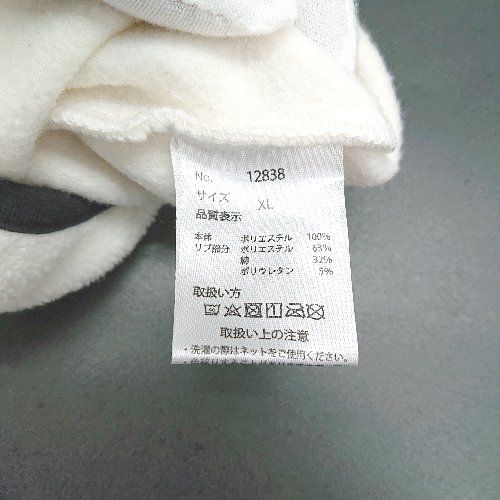 No. 12838
サイズ XL
品質表示
本体 ポリエステル 100%
リブ部分 ポリエステル 63%
綿 32%
ポリウレタン 5%
取扱い方
取扱い上の注意
・洗濯の際はネットをご使用ください。